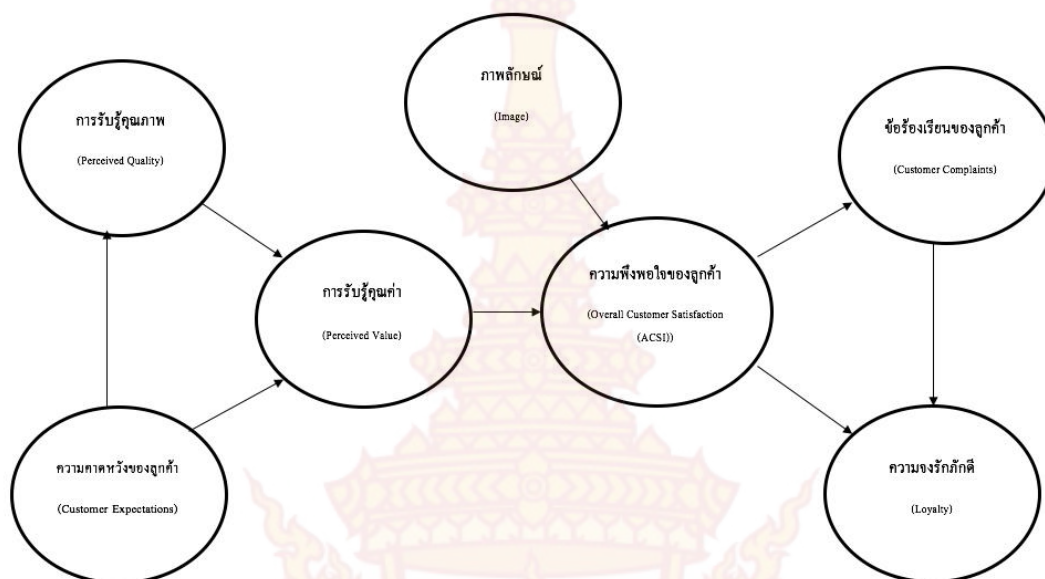 ภาพลักษณ์
(Image)
การรับรู้คุณภาพ
(Perceived Quality)
ข้อร้องเรียนของลูกค้า
(Customer Complaints)
การรับรู้คุณค่า
(Perceived Value)
ความพึงพอใจของลูกค้า
(Overall Customer Satisfaction
(ACSI))
ความคาดหวังของลูกค้า
(Customer Expectations)
ความจงรักภักดี
(Loyalty)